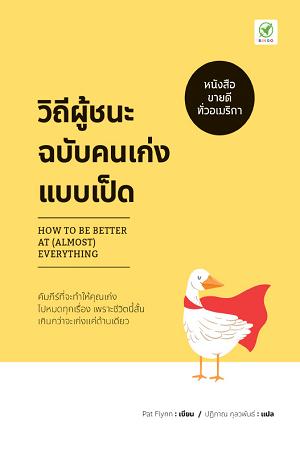 BINGO
หนังสือ
ขายดี
ทั่วอเมริกา
วิถีผู้ชนะ
ฉบับคนเก่ง
แบบเป็ด
HOW TO BE BETTER
AT (ALMOST)
EVERYTHING
คัมภีร์ที่จะทำให้คุณเก่ง
ไปหมดทุกเรื่อง เพราะชีวิตนี้สั้น
เกินกว่าจะเก่งแค่ด้านเดียว
Pat Flynn : เขียน / ปฏิภาณ กุลวพันธ์ : แปล